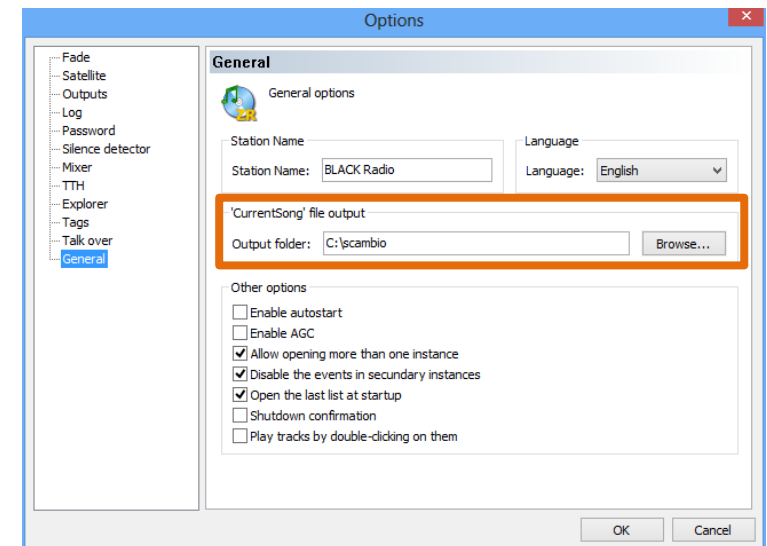 Options
Fade
Satellite
Outputs
Log
Password
Silence detector
Mixer
TTH
Explorer
Tags
Talk over
General
General
General options
ZR
Station Name
Station Name: BLACK Radio
Language
Language: English
'CurrentSong' file output
Output folder: C:\scambio Browse...
Other options
Enable autostart
Enable AGC
Allow opening more than one instance
Disable the events in secundary instances
Open the last list at startup
Shutdown confirmation
Play tracks by double-clicking on them
OK Cancel